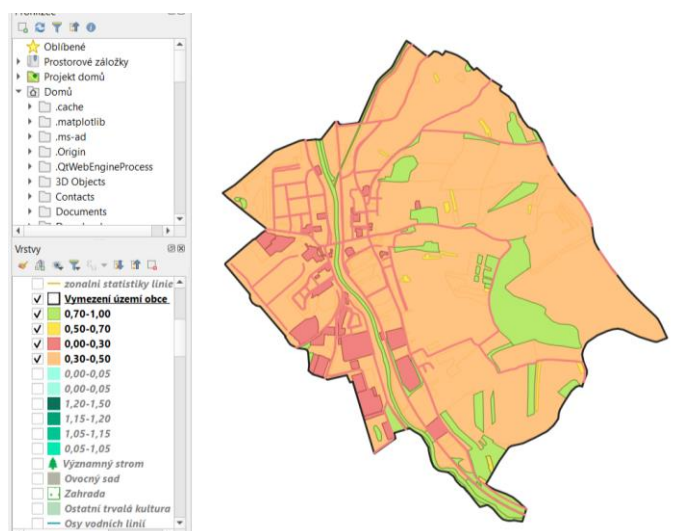 Oblíbené
Prostorové záložky
Projekt domů
Domů
.cache
.matplotlib
.ms-ad
.Origin
.QtWebEngineProcess
3D Objects
Contacts
Documents
Vrstvy
zonalni statistiky linie
Vymezení území obce
0,70-1,00
0,50-0,70
0,00-0,30
0,30-0,50
0,00-0,05
0,00-0,05
1,20-1,50
1,15-1,20
1,05-1,15
0,05-1,05
Významný strom
Ovocný sad
Zahrada
Ostatní trvalá kultura
Osy vodních linií